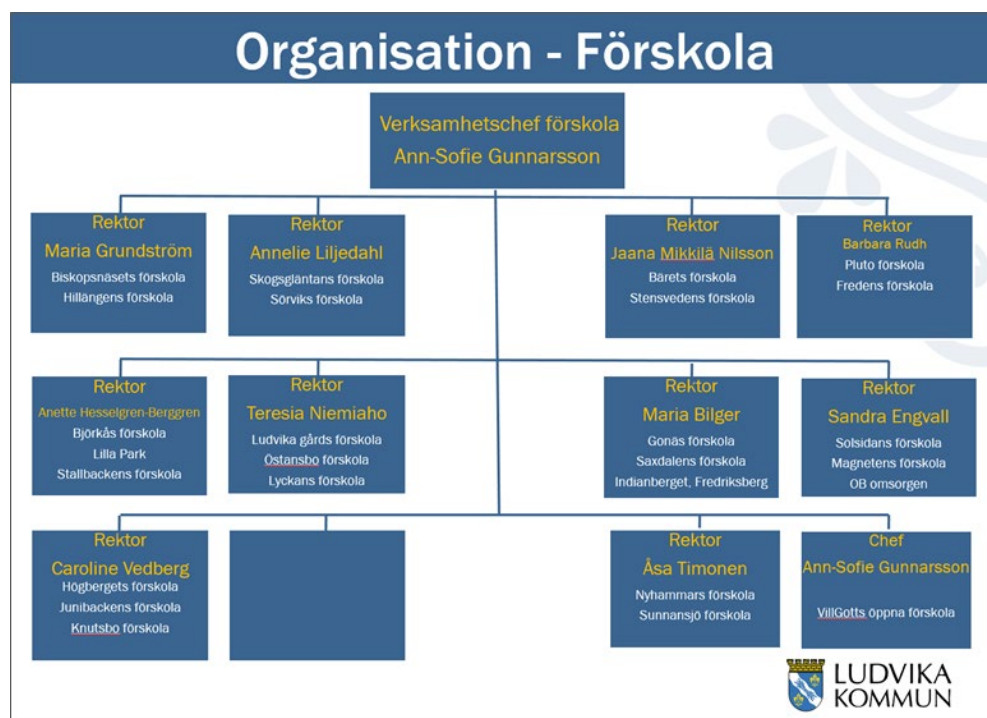 Organisation - Förskola
Verksamhetschef förskola
Ann-Sofie Gunnarsson
Rektor
Maria Grundström
Biskopsnäsets förskola
Hillängens förskola
Rektor
Annelie Liljedahl
Skogsgläntans förskola
Sörviks förskola
Rektor
Jaana Mikkilä Nilsson
Bärets förskola
Stensvedens förskola
Rektor
Barbara Rudh
Pluto förskola
Fredens förskola
Rektor
Anette Hesselgren-Berggren
Björkås förskola
Lilla Park
Stallbackens förskola
Rektor
Teresia Niemiaho
Ludvika gårds förskola
Östansbo förskola
Lyckans förskola
Rektor
Maria Bilger
Gonäs förskola
Saxdalens förskola
Indianberget, Fredriksberg
Rektor
Sandra Engvall
Solsidans förskola
Magnetens förskola
OB omsorgen
Rektor
Caroline Vedberg
Högbergets förskola
Junibackens förskola
Knutsbo förskola
Rektor
Åsa Timonen
Nyhammars förskola
Sunnansjö förskola
Chef
Ann-Sofie Gunnarsson
VillGotts öppna förskola
LUDVIKA
KOMMUN